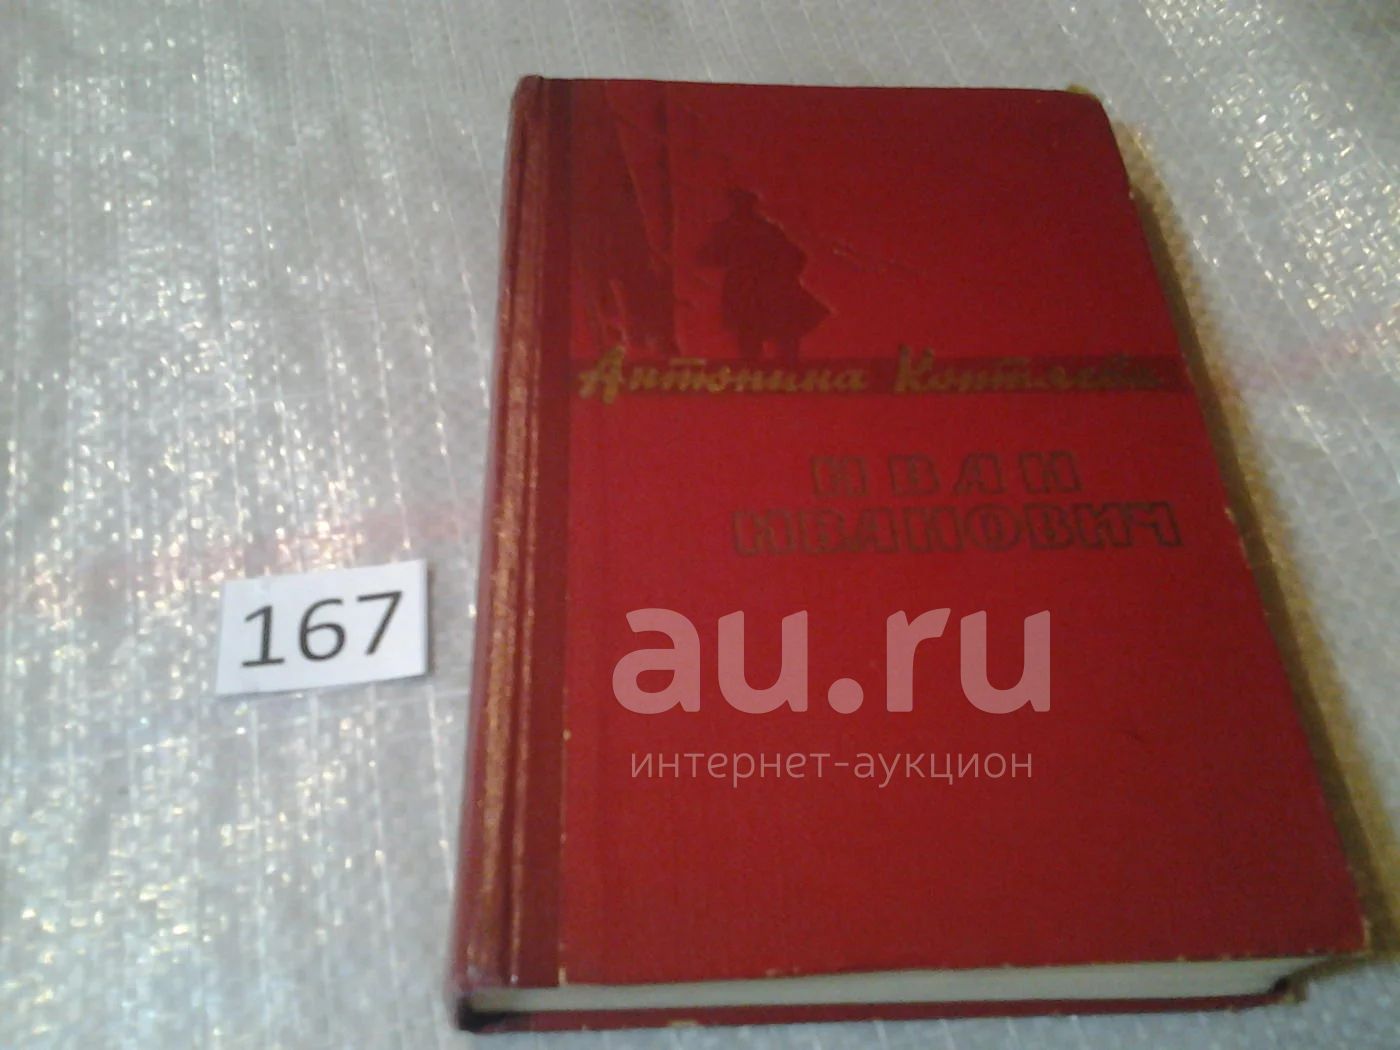 Антонина Коптяева
ИВАН
ИВАНОВИЧ
167
au.ru
интернет-аукцион